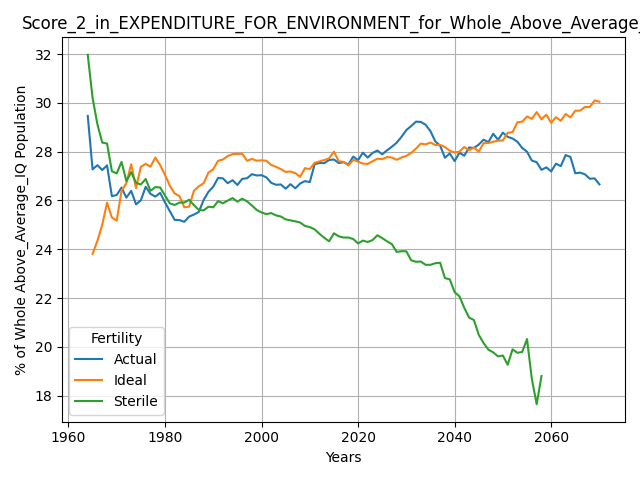 Score_2_in_EXPENDITURE_FOR_ENVIRONMENT_for_Whole_Above_Average_
% of Whole Above_Average_IQ Population
32
30
28
26
24
22
20
18
Fertility
Actual
Ideal
Sterile
1960 1980 2000 2020 2040 2060
Years